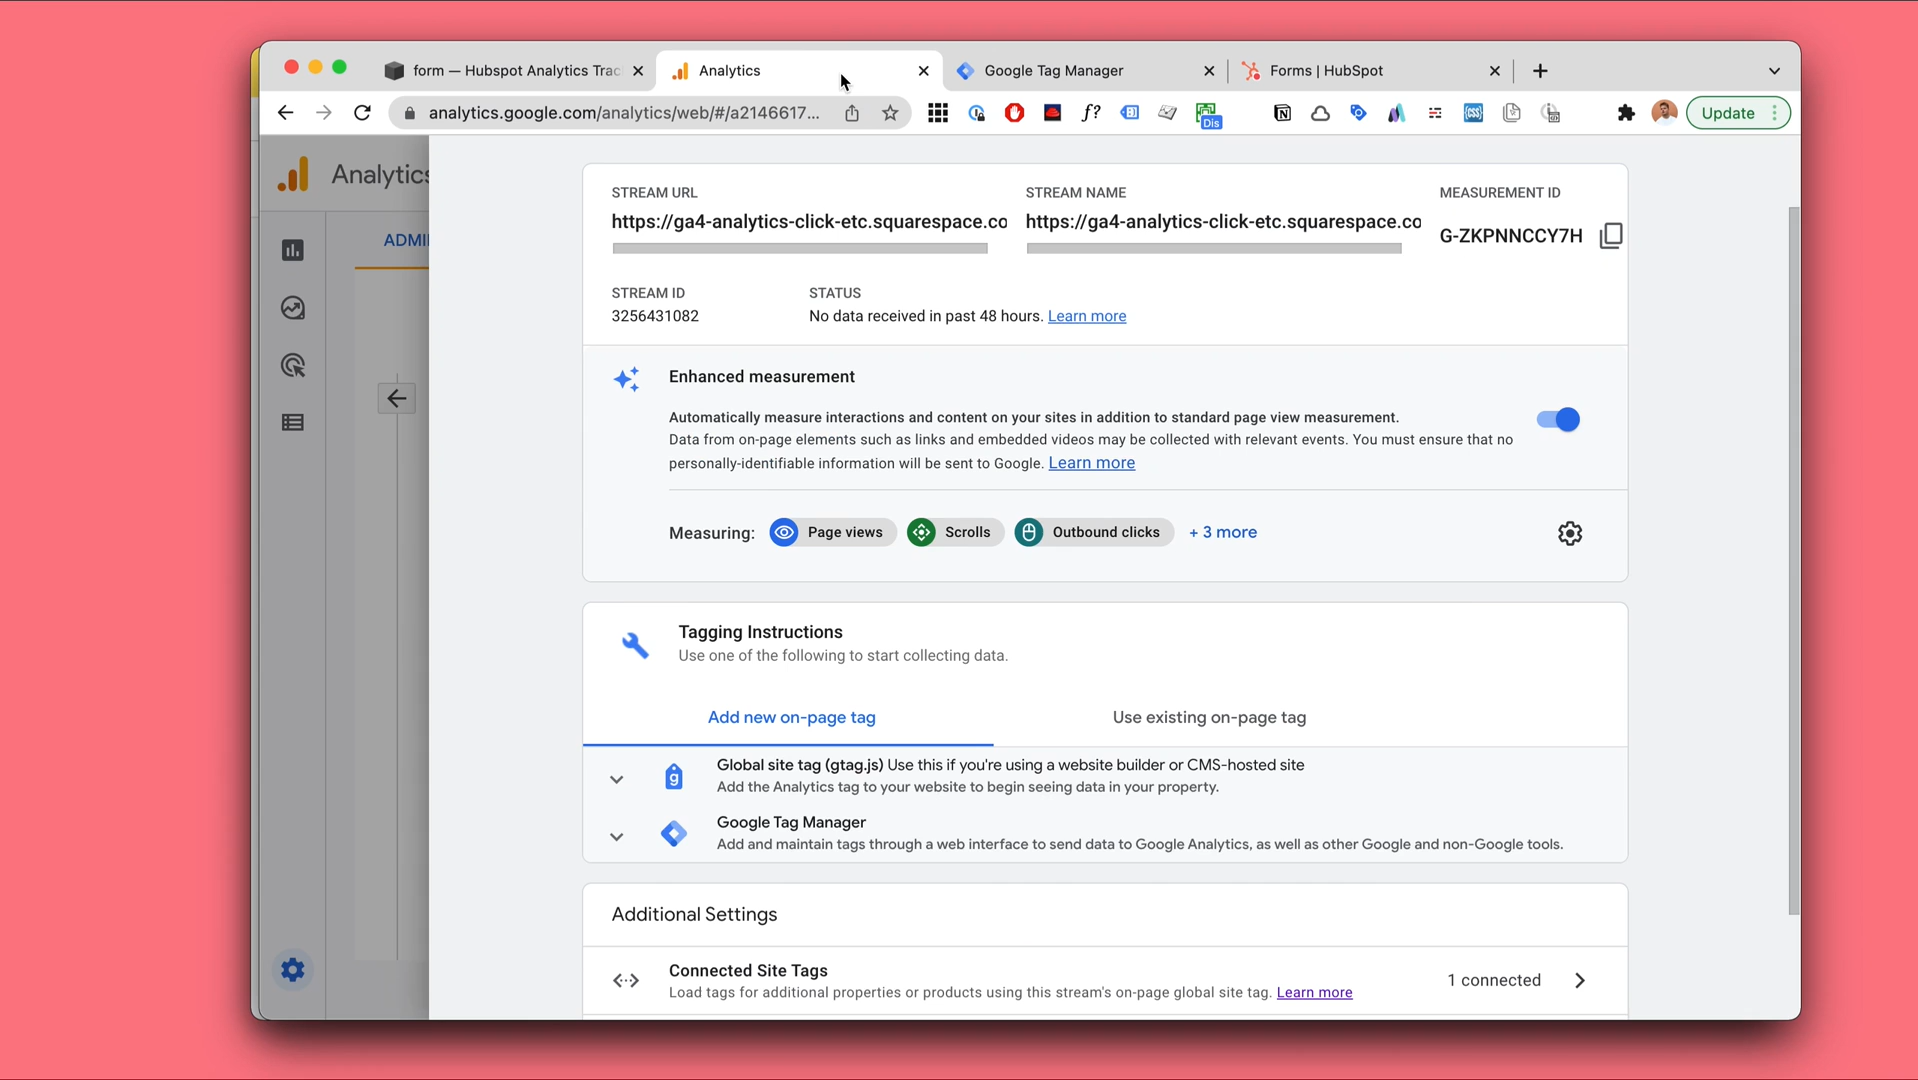 form — Hubspot Analytics Trac
Analytics
Google Tag Manager
Forms | HubSpot
analytics.google.com/analytics/web/#/a2146617...
f?
Dis
{css}
Update
Analytics
ADMI
STREAM URL
STREAM NAME
MEASUREMENT ID
https://ga4-analytics-click-etc.squarespace.co
https://ga4-analytics-click-etc.squarespace.co
G-ZKPNNCCY7H
STREAM ID
STATUS
3256431082
No data received in past 48 hours. Learn more
Enhanced measurement
Automatically measure interactions and content on your sites in addition to standard page view measurement.
Data from on-page elements such as links and embedded videos may be collected with relevant events. You must ensure that no
personally-identifiable information will be sent to Google. Learn more
Measuring: Page views Scrolls Outbound clicks + 3 more
Tagging Instructions
Use one of the following to start collecting data.
Add new on-page tag
Use existing on-page tag
Global site tag (gtag.js) Use this if you're using a website builder or CMS-hosted site
Add the Analytics tag to your website to begin seeing data in your property.
Google Tag Manager
Add and maintain tags through a web interface to send data to Google Analytics, as well as other Google and non-Google tools.
Additional Settings
Connected Site Tags
Load tags for additional properties or products using this stream's on-page global site tag. Learn more
1 connected